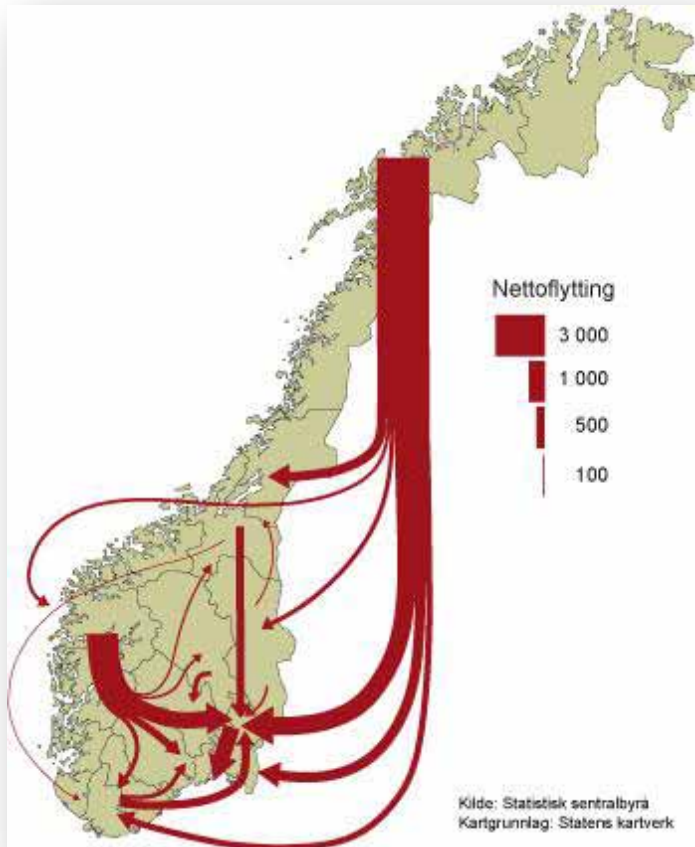 Nettoflytting
3 000
1 000
500
100
Kilde: Statistisk sentralbyrå
Kartgrunnlag: Statens kartverk